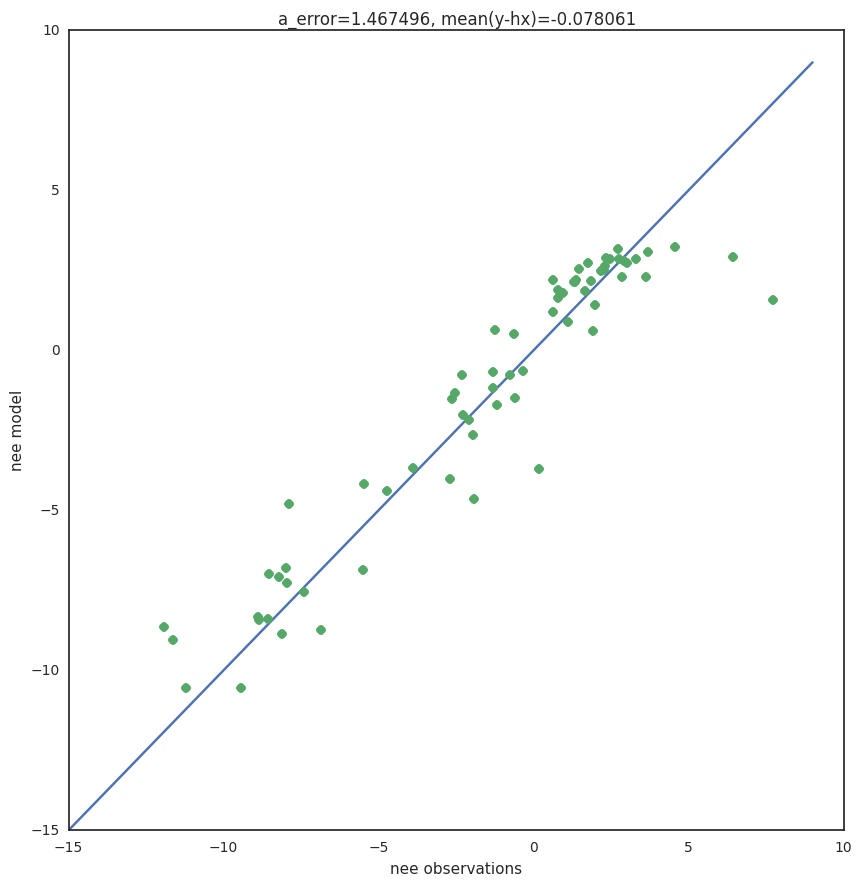 a_error=1.467496, mean(y-hx)=-0.078061
10
5
0
−5
−10
−15
nee model
−15 −10 −5 0 5 10
nee observations